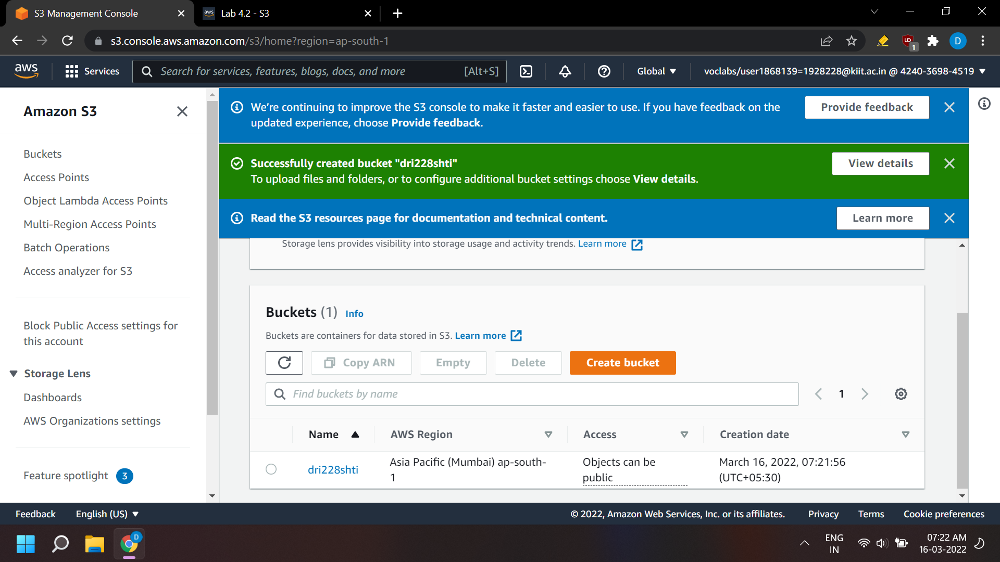 S3 Management Console
aws
Lab 4.2 - S3
s3.console.aws.amazon.com/s3/home?region=ap-south-1
1
D
aws
Services
Search for services, features, blogs, docs, and more
[Alt+S]
Global
voclabs/user1868139=1928228@kiit.ac.in @ 4240-3698-4519
Amazon S3
Buckets
Access Points
Object Lambda Access Points
Multi-Region Access Points
Batch Operations
Access analyzer for S3
Block Public Access settings for
this account
Storage Lens
Dashboards
AWS Organizations settings
Feature spotlight 3
We're continuing to improve the S3 console to make it faster and easier to use. If you have feedback on the
updated experience, choose Provide feedback.
Provide feedback
Successfully created bucket "dri228shti"
To upload files and folders, or to configure additional bucket settings choose View details.
View details
Read the S3 resources page for documentation and technical content.
Learn more
Storage lens provides visibility into storage usage and activity trends. Learn more
Buckets (1) Info
Buckets are containers for data stored in S3. Learn more
Copy ARN
Empty
Delete
Create bucket
Find buckets by name
1
Name
AWS Region
Access
Creation date
dri228shti
Asia Pacific (Mumbai) ap-south-
1
Objects can be
public
March 16, 2022, 07:21:56
(UTC+05:30)
Feedback
English (US)
© 2022, Amazon Web Services, Inc. or its affiliates.
Privacy
Terms
Cookie preferences
D
ENG
IN
07:22 AM
16-03-2022